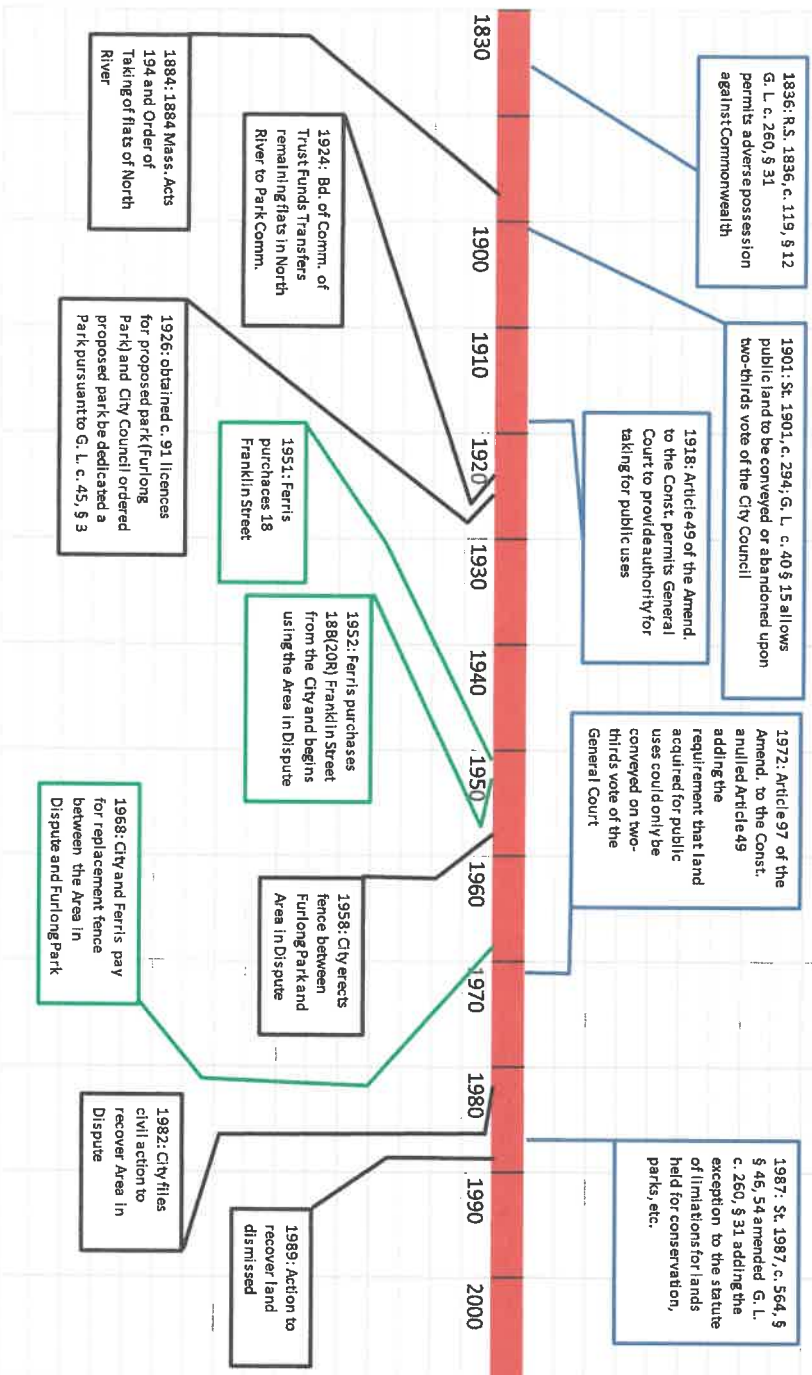 1836: R.S. 1836, c. 119, § 12
G. L. c. 260, § 31
permits adverse possession
against Commonwealth
1901: St. 1901, c. 294; G. L. c. 40 § 15 allows
public land to be conveyed or abandoned upon
two-thirds vote of the City Council
1918: Article 49 of the Amend.
to the Const. permits General
Court to provide authority for
taking for public uses
1972: Article 97 of the
Amend. to the Const.
anulled Article 49
adding the
requirement that land
acquired for public
uses could only be
conveyed on two-
thirds vote of the
General Court
1987: St. 1987, c. 564, §
§ 46, 54 amended G. L.
c. 260, § 31 adding the
exception to the statute
of limiations for lands
held for conservation,
parks, etc.
1830
1900
1910
1920
1930
1940
1950
1960
1970
1980
1990
2000
1884: 1884 Mass. Acts
194 and Order of
Taking of flats of North
River
1924: Bd. of Comm. of
Trust Funds Transfers
remaining flats in North
River to Park Comm.
1926: obtained c. 91 licences
for proposed park (Furlong
Park) and City Council ordered
proposed park be dedicated a
Park pursuant to G. L. c. 45, § 3
1951: Ferris
purchaces 18
Franklin Street
1952: Ferris purchases
18B(20R) Franklin Street
from the City and begins
using the Area in Dispute
1958: City erects
fence between
Furlong Park and
Area in Dispute
1968: City and Ferris pay
for replacement fence
between the Area in
Dispute and Furlong Park
1982: City files
civil action to
recover Area in
Dispute
1989: Action to
recover land
dismissed